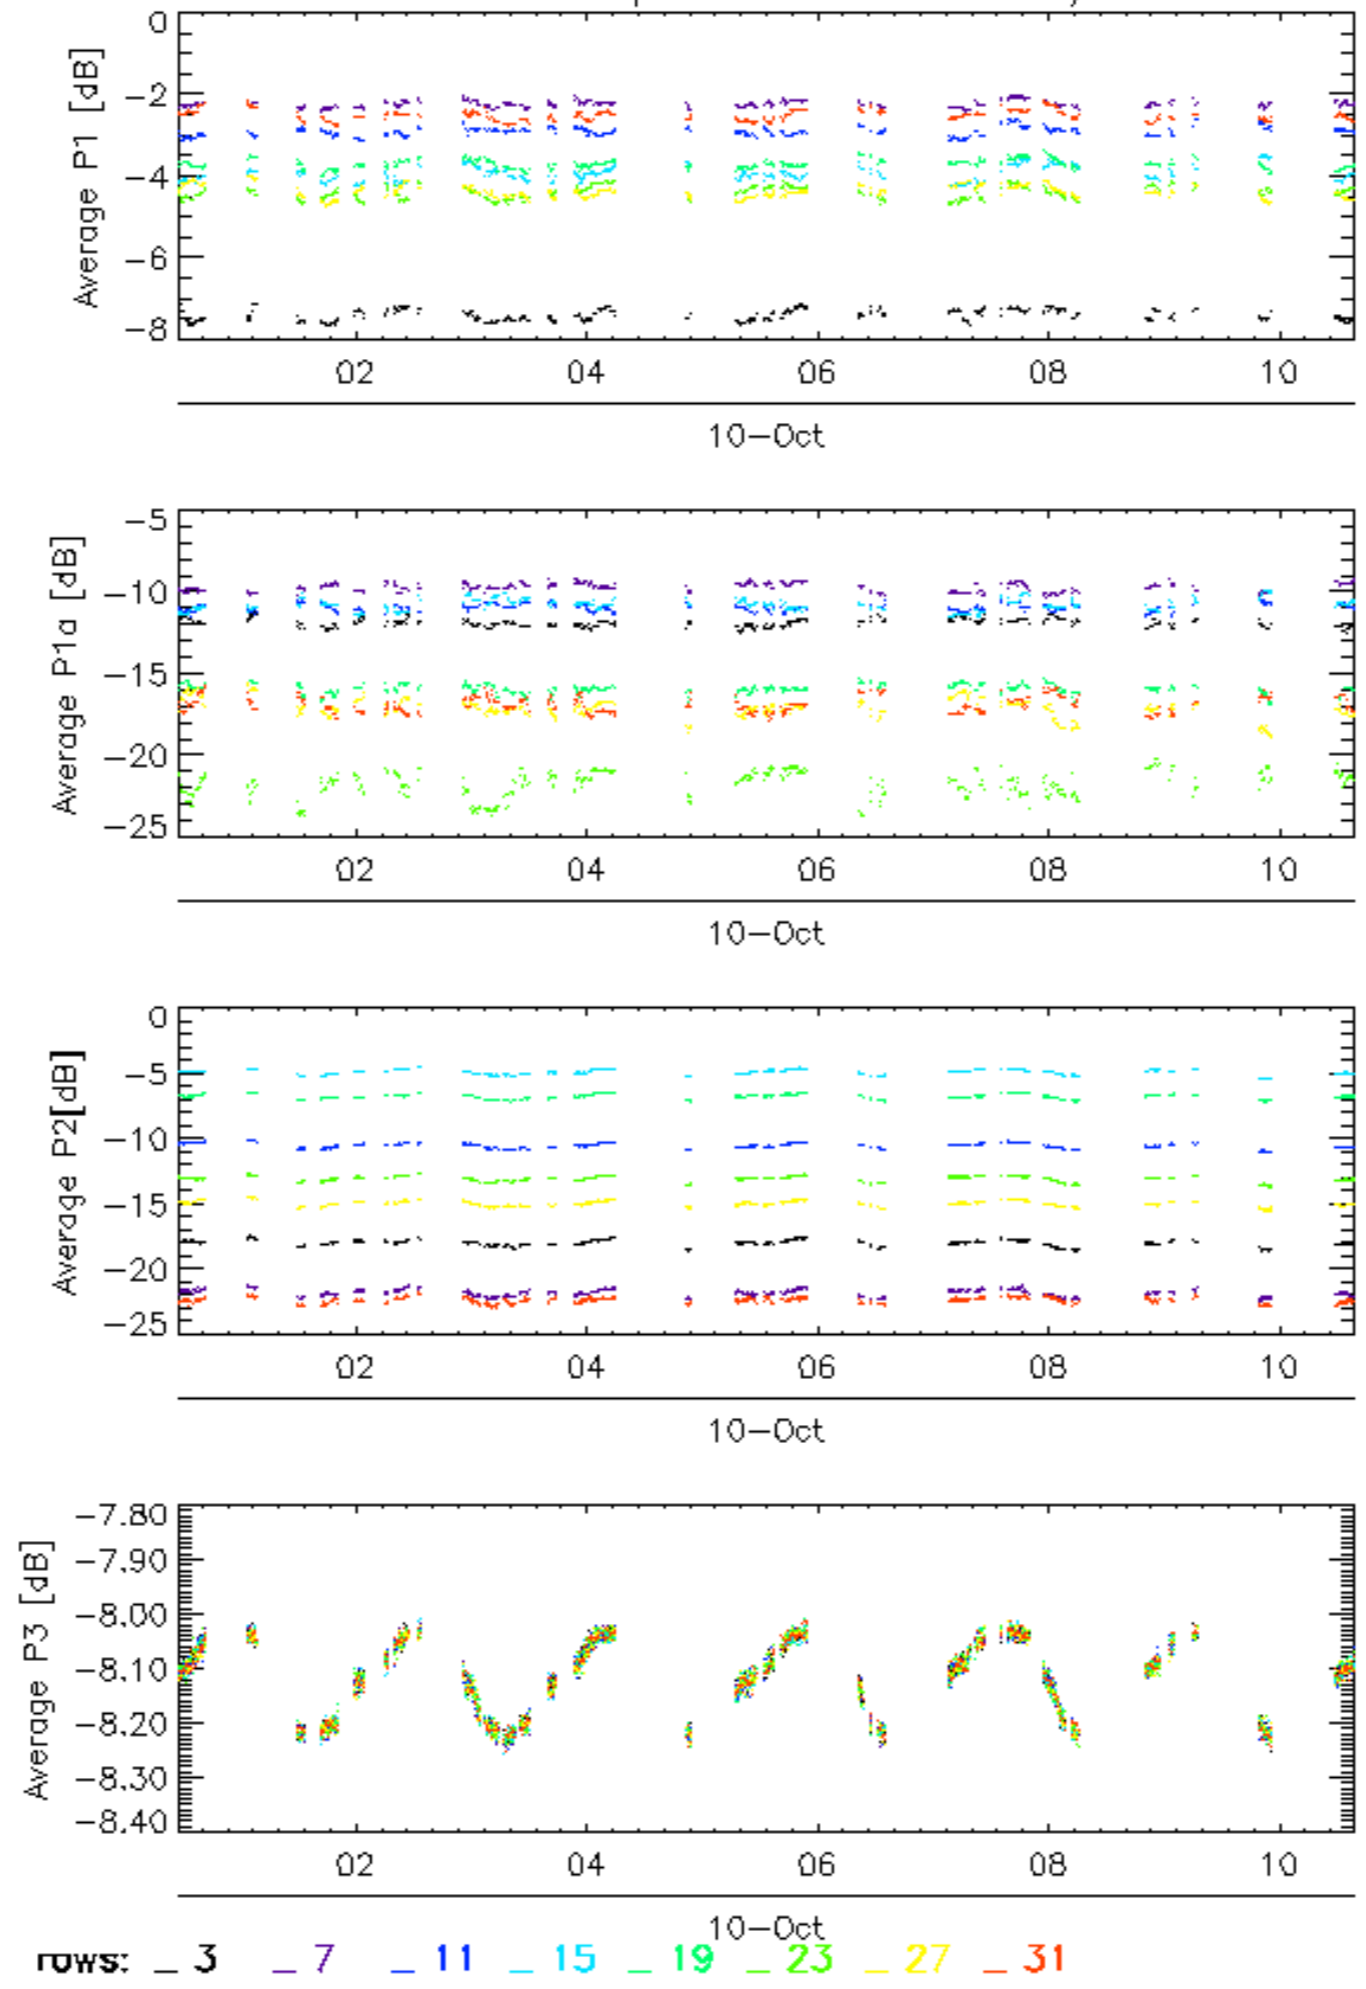 Average P1 [dB]
0
−2
−4
−6
−8
02 04 06 08 10
10−Oct
Average P1a [dB]
−5
−10
−15
−20
−25
02 04 06 08 10
10−Oct
Average P2[dB]
0
−5
−10
−15
−20
−25
02 04 06 08 10
10−Oct
Average P3 [dB]
−7.80
−7.90
−8.00
−8.10
−8.20
−8.30
−8.40
02 04 06 08 10
10−Oct
rows: _ 3 _ 7 _ 11 _ 15 _ 19 _ 23 _ 27 _ 31